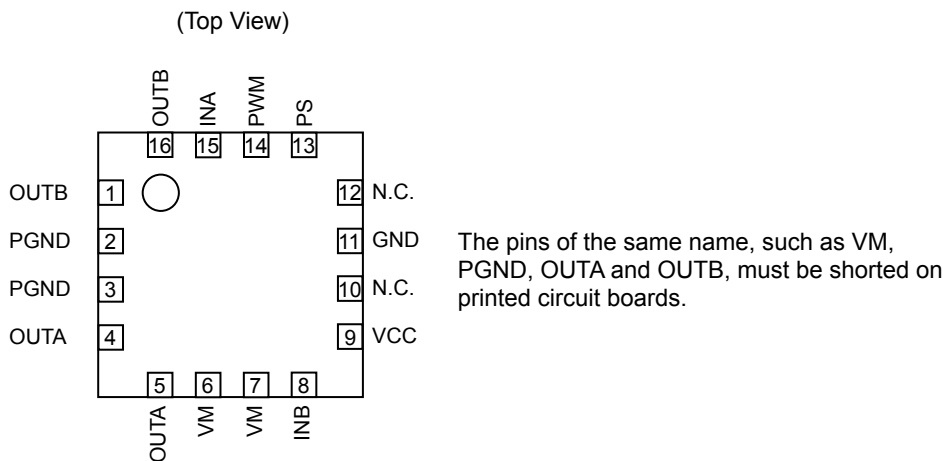 (Top View)
OUTB INA PWM PS
16 15 14 13
OUTB 1 12 N.C.
PGND 2 11 GND
PGND 3 10 N.C.
OUTA 4 9 VCC
5 6 7 8
OUTA VM VM INB
The pins of the same name, such as VM,
PGND, OUTA and OUTB, must be shorted on
printed circuit boards.